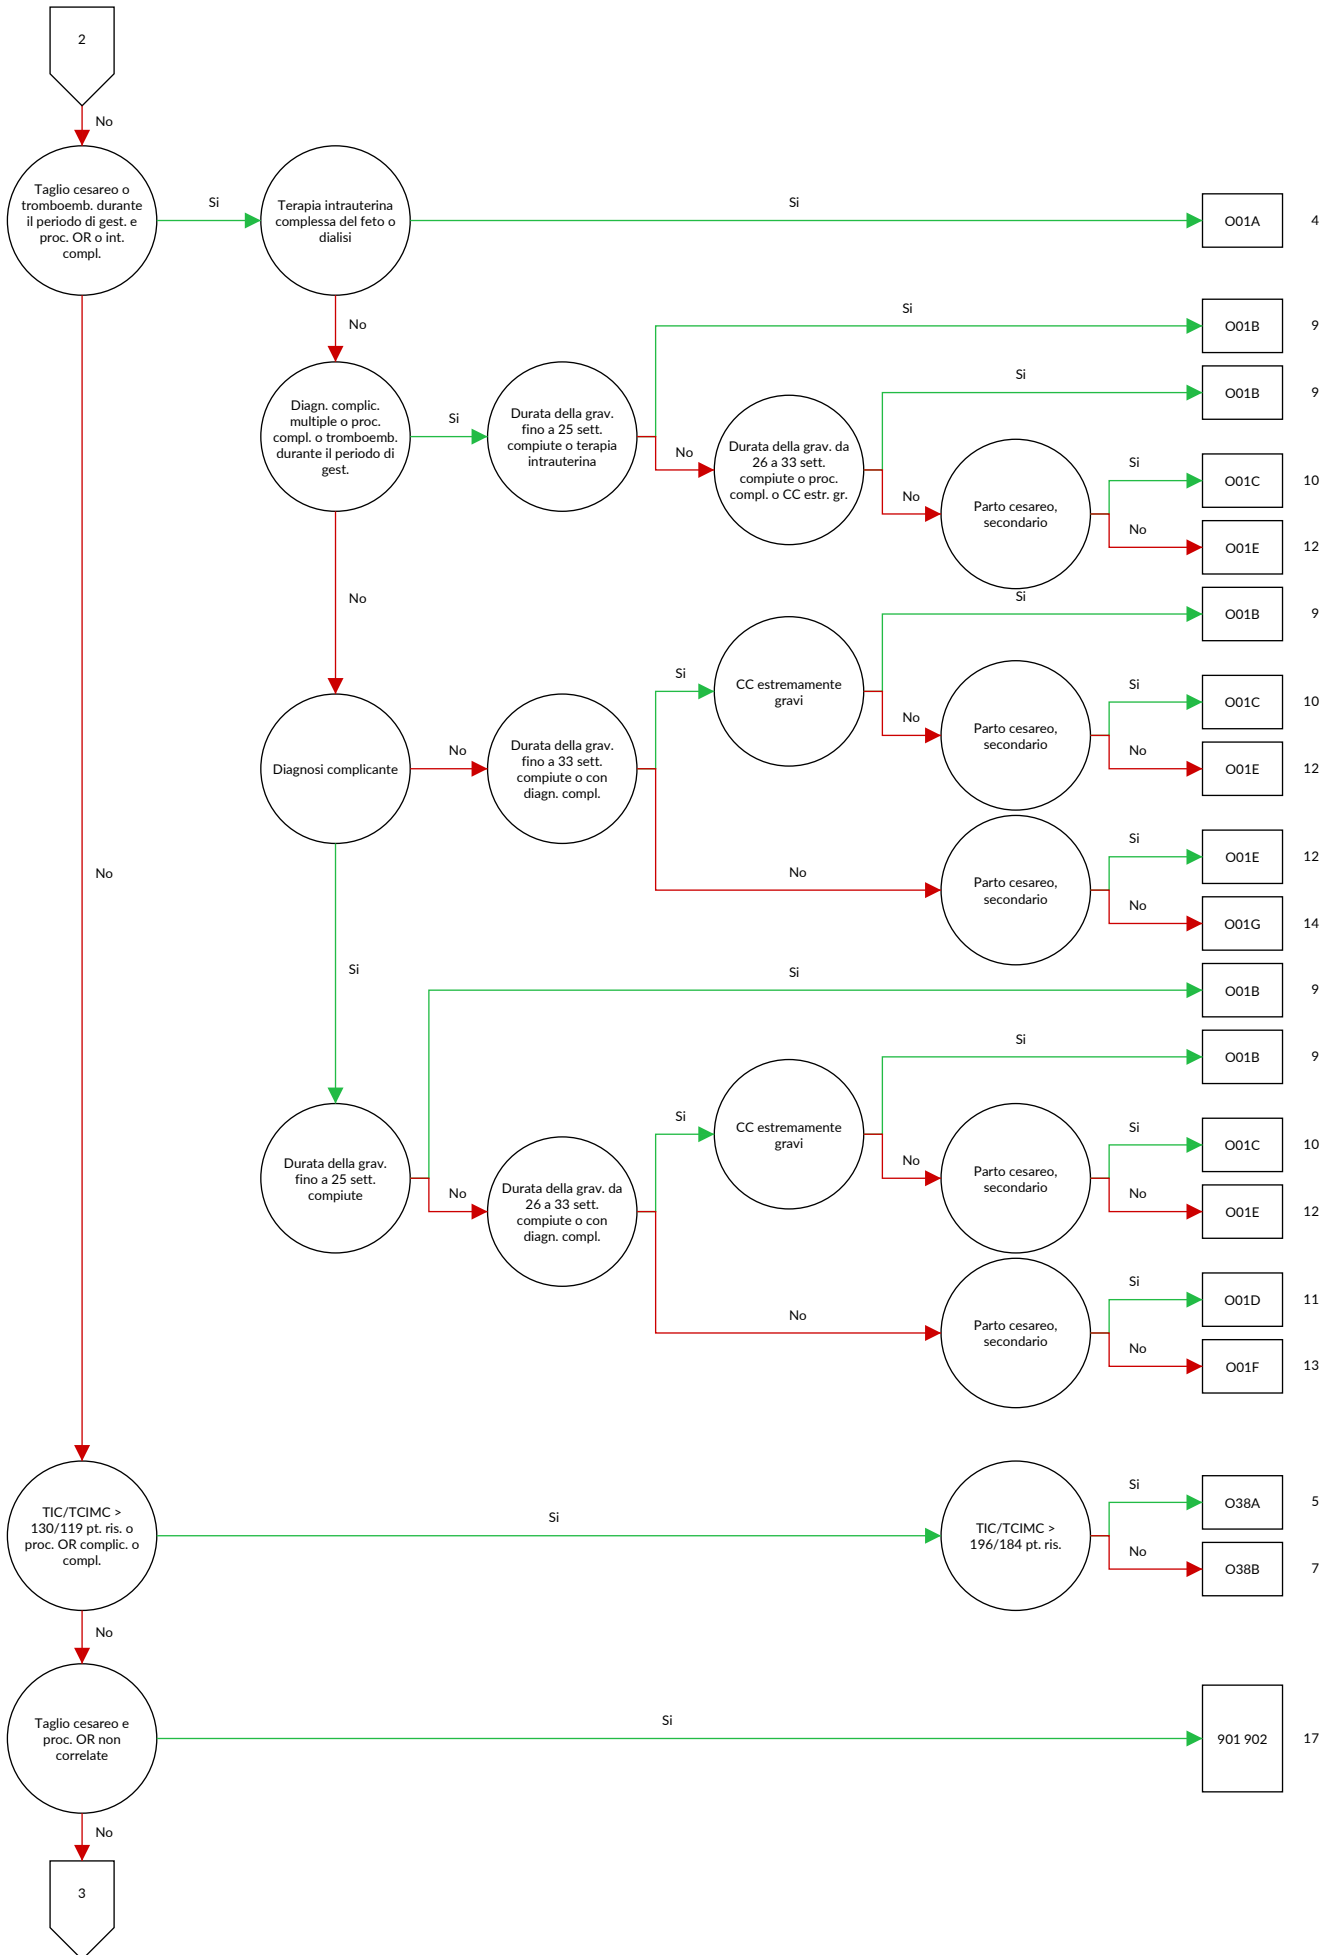 2
No
Taglio cesareo o
tromboemb. durante
il periodo di gest. e
proc. OR o int.
compl.
Si
Terapia intrauterina
complessa del feto o
dialisi
Si
O01A
4
No
Si
O01B
9
Diagn. complic.
multiple o proc.
compl. o tromboemb.
durante il periodo di
gest.
Si
Durata della grav.
fino a 25 sett.
compiute o terapia
intrauterina
No
Durata della grav. da
26 a 33 sett.
compiute o proc.
compl. o CC estr. gr.
Si
O01B
9
No
Parto cesareo,
secondario
Si
O01C
10
No
O01E
12
No
Diagnosi complicante
No
Durata della grav.
fino a 33 sett.
compiute o con
diagn. compl.
Si
CC estremamente
gravi
Si
O01B
9
No
Parto cesareo,
secondario
Si
O01C
10
No
O01E
12
No
Parto cesareo,
secondario
Si
O01E
12
No
O01G
14
No
Si
Durata della grav.
fino a 25 sett.
compiute
Si
O01B
9
No
Durata della grav. da
26 a 33 sett.
compiute o con
diagn. compl.
Si
CC estremamente
gravi
Si
O01B
9
No
Parto cesareo,
secondario
Si
O01C
10
No
O01E
12
No
Parto cesareo,
secondario
Si
O01D
11
No
O01F
13
TIC/TCIMC >
130/119 pt. ris. o
proc. OR complic. o
compl.
Si
TIC/TCIMC >
196/184 pt. ris.
Si
O38A
5
No
O38B
7
No
Taglio cesareo e
proc. OR non
correlate
Si
901 902
17
No
3